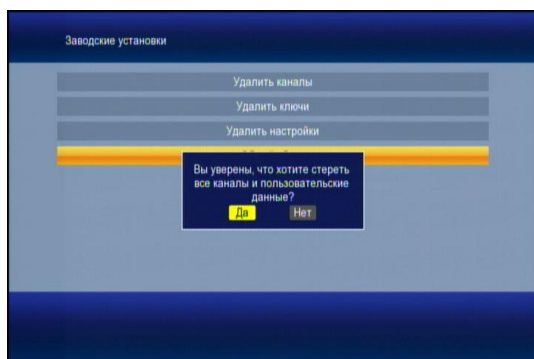 Заводские установки
Удалить каналы
Удалить ключи
Удалить настройки
Вы уверены, что хотите стереть
все каналы и пользовательские
данные?
Да Нет